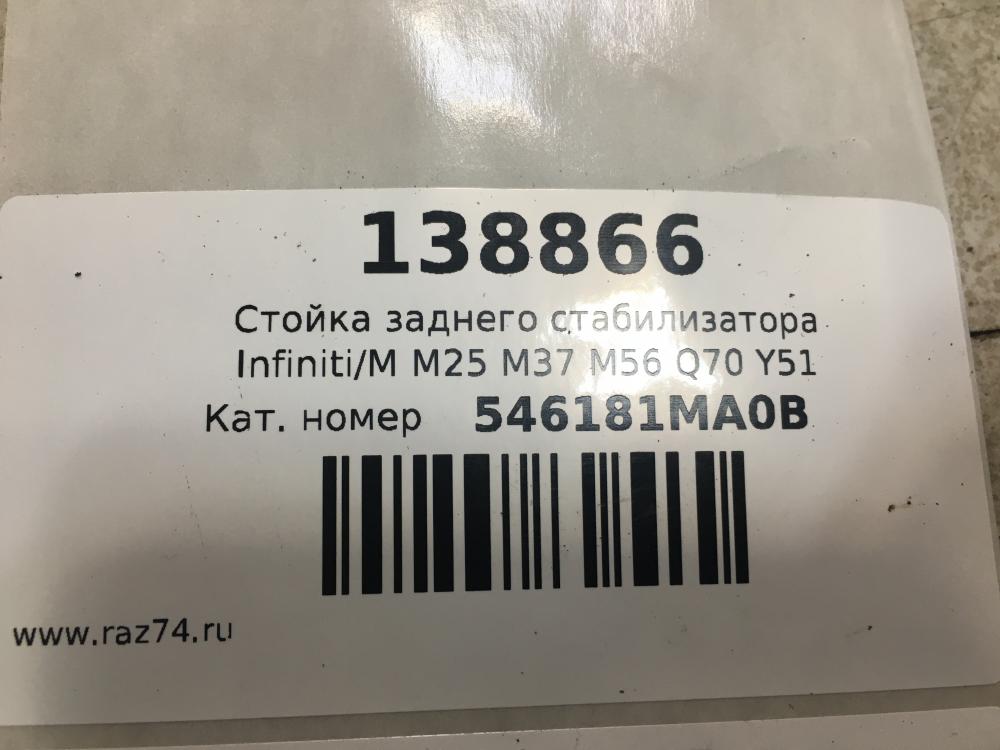 138866
Стойка заднего стабилизатора
Infiniti/M M25 M37 M56 Q70 Y51
Кат. номер 546181MA0B
www.raz74.ru